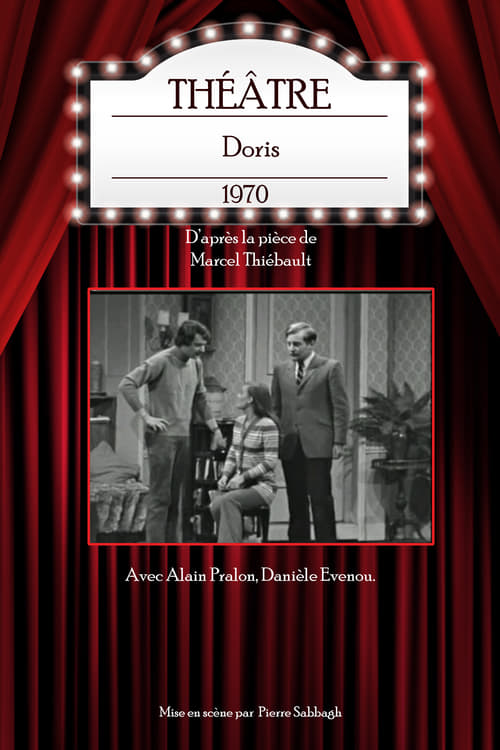 THÉÂTRE
Doris
1970
D'après la pièce de
Marcel Thiébault
Avec Alain Pralon, Danièle Evenou.
Mise en scène par Pierre Sabbagh